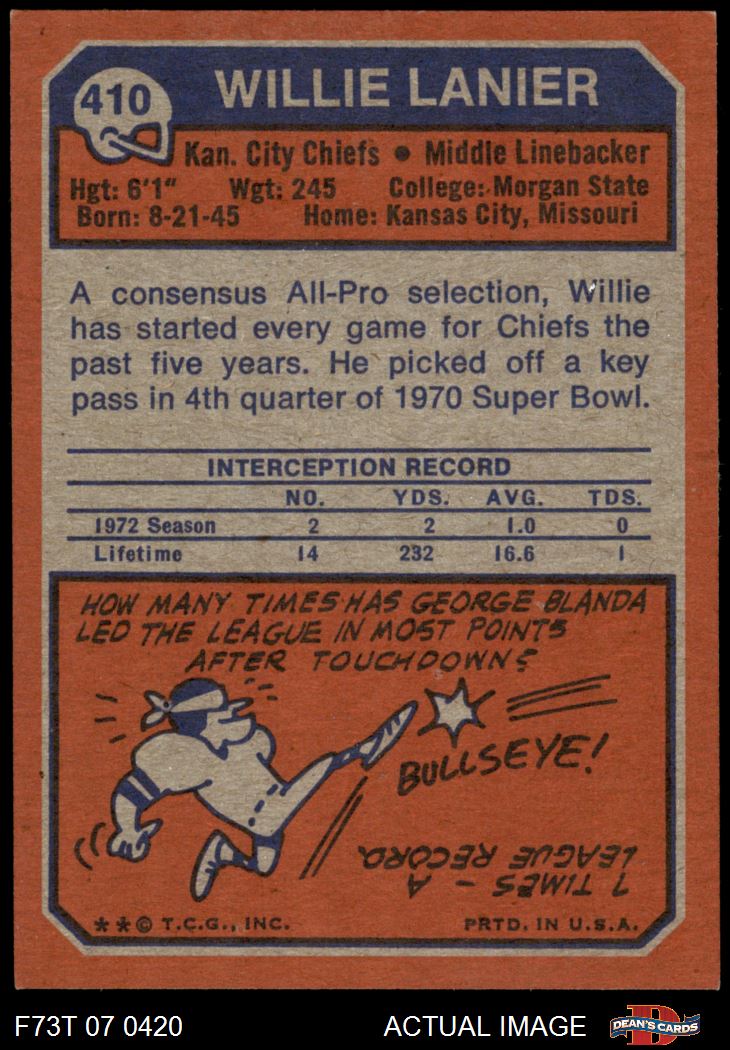 410
WILLIE LANIER
Kan. City Chiefs • Middle Linebacker
Hgt: 6'1" Wgt: 245 College: Morgan State
Born: 8-21-45 Home: Kansas City, Missouri
A consensus All-Pro selection, Willie
has started every game for Chiefs the
past five years. He picked off a key
pass in 4th quarter of 1970 Super Bowl.
INTERCEPTION RECORD
NO. YDS. AVG. TDS.
1972 Season 2 2 1.0 0
Lifetime 14 232 16.6 1
HOW MANY TIMES HAS GEORGE BLANDA
LED THE LEAGUE IN MOST POINTS
AFTER TOUCHDOWN?
BULLSEYE!
7 TIMES - A
LEAGUE RECORD.
**© T.C.G., INC. PRTD. IN U.S.A.
F73T 07 0420 ACTUAL IMAGE
D
DEAN'S CARDS